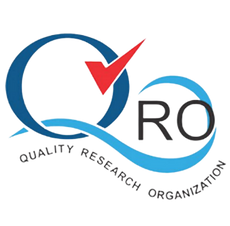 QRO
QUALITY RESEARCH ORGANIZATION